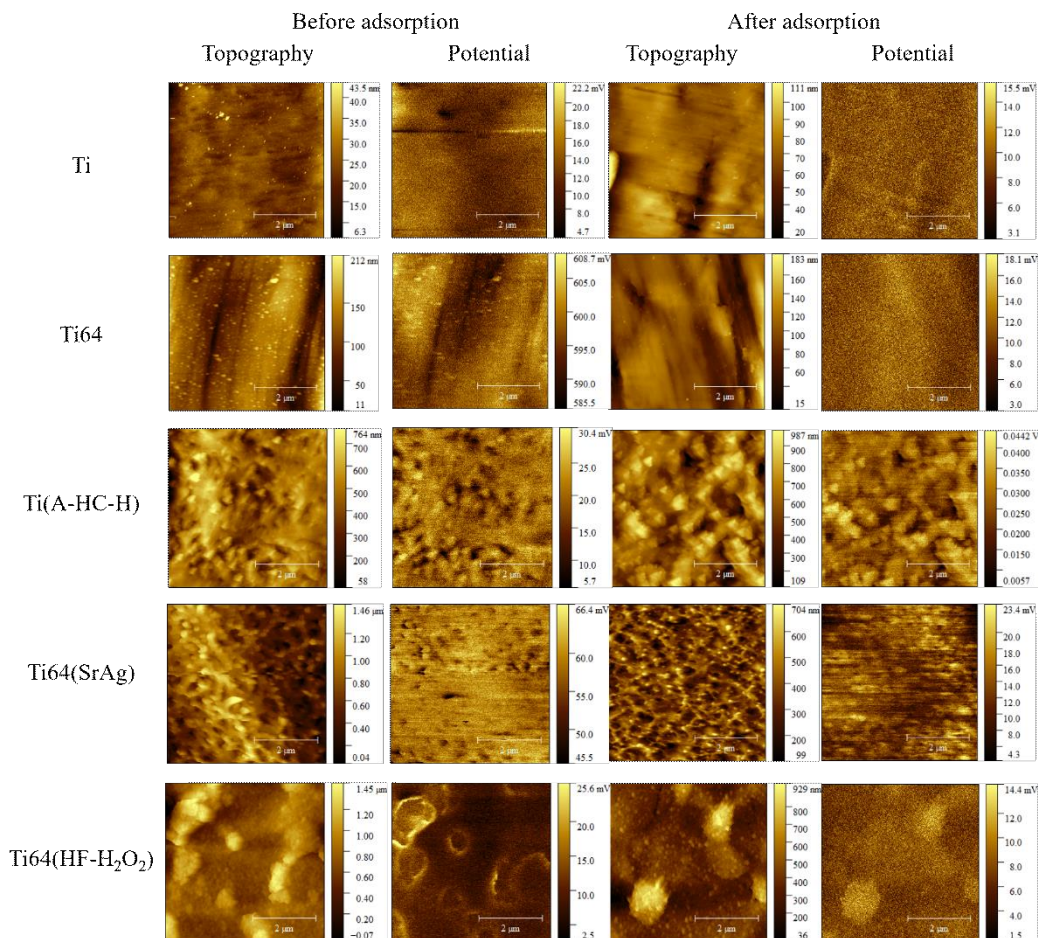 Before adsorption After adsorption
Topography Potential Topography Potential
Ti
43.5 nm
40.0
35.0
30.0
25.0
20.0
15.0
6.3
2 μm
22.2 mV
20.0
18.0
16.0
14.0
12.0
10.0
8.0
4.7
2 μm
111 nm
100
90
80
70
60
50
40
20
2 μm
15.5 mV
14.0
12.0
10.0
8.0
6.0
3.1
2 μm
Ti64
212 nm
150
100
50
11
2 μm
608.7 mV
605.0
600.0
595.0
590.0
585.5
2 μm
183 nm
160
140
120
100
80
60
40
15
2 μm
18.1 mV
16.0
14.0
12.0
10.0
8.0
6.0
3.0
2 μm
Ti(A-HC-H)
764 nm
700
600
500
400
300
200
58
2 μm
30.4 mV
25.0
20.0
15.0
10.0
5.7
2 μm
987 nm
900
800
700
600
500
400
300
109
2 μm
0.0442 V
0.0400
0.0350
0.0300
0.0250
0.0200
0.0150
0.0057
2 μm
Ti64(SrAg)
1.46 μm
1.20
1.00
0.80
0.60
0.40
0.04
2 μm
66.4 mV
60.0
55.0
50.0
45.5
2 μm
704 nm
600
500
400
300
200
99
2 μm
23.4 mV
20.0
18.0
16.0
14.0
12.0
10.0
8.0
4.3
2 μm
Ti64(HF-H₂O₂)
1.45 μm
1.20
1.00
0.80
0.60
0.40
0.20
−0.07
2 μm
25.6 mV
20.0
15.0
10.0
5.0
2.5
2 μm
929 nm
800
700
600
500
400
300
200
36
2 μm
14.4 mV
12.0
10.0
8.0
6.0
4.0
1.5
2 μm